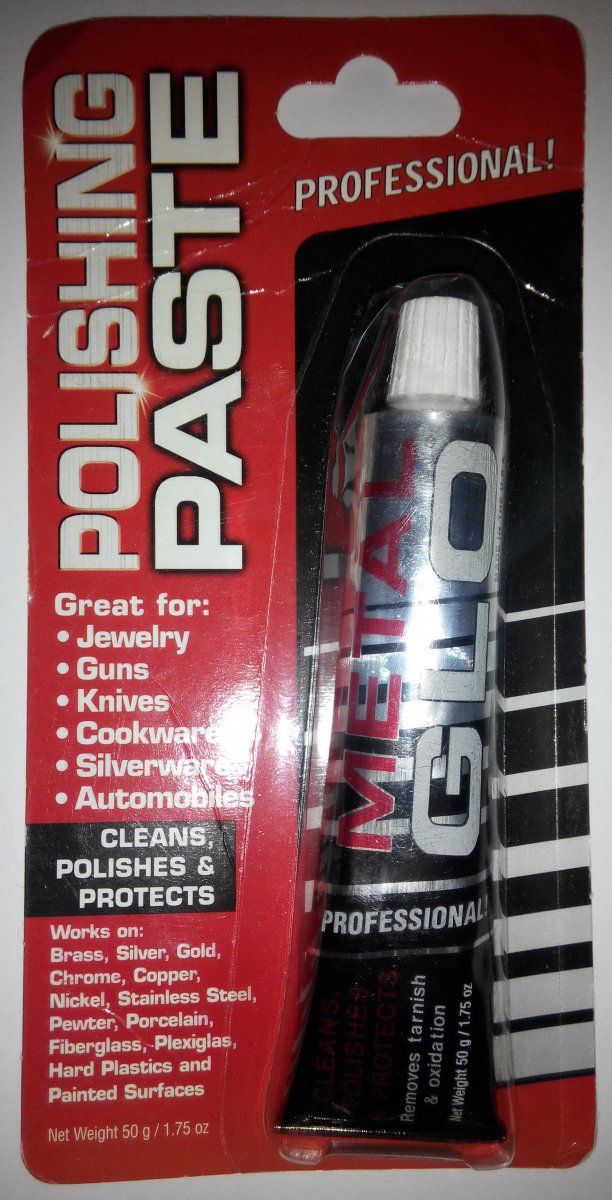 POLISHING
PASTE
PROFESSIONAL!
Great for:
• Jewelry
• Guns
• Knives
• Cookware
• Silverware
• Automobiles
CLEANS,
POLISHES &
PROTECTS
Works on:
Brass, Silver, Gold,
Chrome, Copper,
Nickel, Stainless Steel,
Pewter, Porcelain,
Fiberglass, Plexiglas,
Hard Plastics and
Painted Surfaces
Net Weight 50 g / 1.75 oz
METAL
GLO
PROFESSIONAL!
CLEANS,
POLISHES
& PROTECTS
Removes tarnish
& oxidation
Net Weight 50 g / 1.75 oz